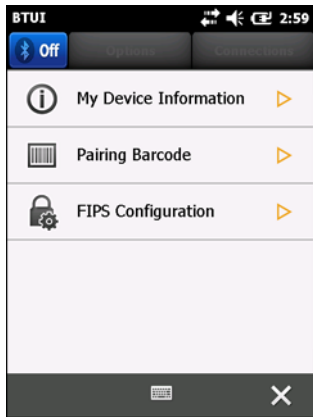 BTUI 2:59
Off Options Connections
My Device Information
Pairing Barcode
FIPS Configuration